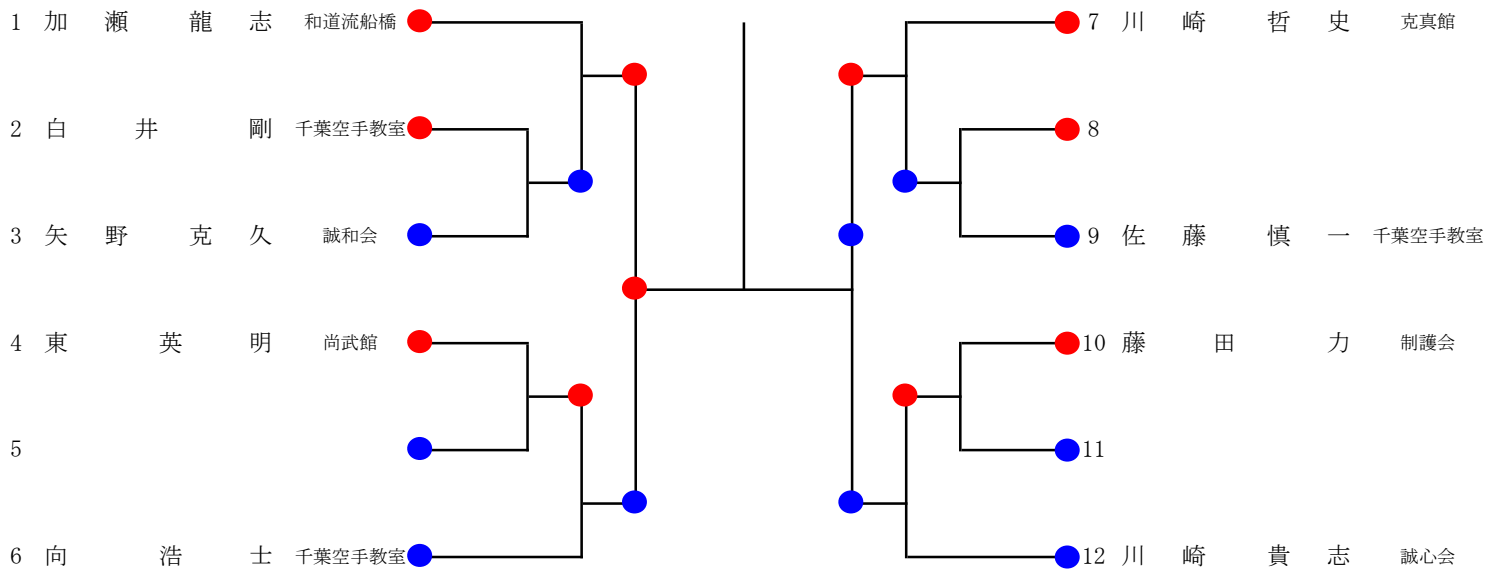 1 加瀬 龍志 和道流船橋
2 白井 剛 千葉空手教室
3 矢野 克久 誠和会
4 東 英明 尚武館
5
6 向 浩士 千葉空手教室
7 川崎 哲史 克真館
8
9 佐藤 慎一 千葉空手教室
10 藤田 力 制護会
11
12 川崎 貴志 誠心会